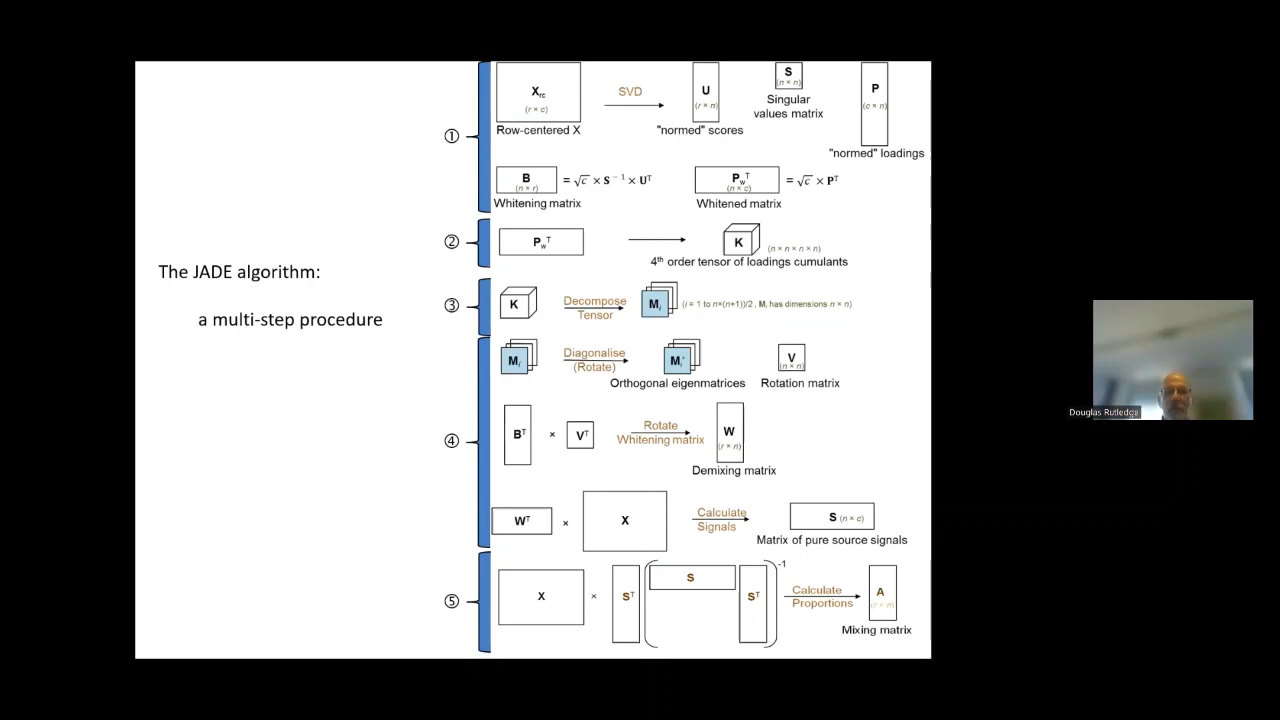 The JADE algorithm:
a multi-step procedure
①
X_rc
(r × c)
Row-centered X
SVD
U
(r × n)
"normed" scores
S
(n × n)
Singular
values matrix
P
(c × n)
"normed" loadings
B
(n × r)
= √c × S⁻¹ × Uᵀ
Whitening matrix
P_wᵀ
(n × c)
= √c × Pᵀ
Whitened matrix
②
P_wᵀ
K
(n × n × n × n)
4th order tensor of loadings cumulants
③
K
Decompose
Tensor
M_i
(i = 1 to n×(n+1))/2 , M_i has dimensions n × n)
④
M_i
Diagonalise
(Rotate)
M_i*
Orthogonal eigenmatrices
V
(n × n)
Rotation matrix
Bᵀ
×
Vᵀ
Rotate
Whitening matrix
W
(r × n)
Demixing matrix
Wᵀ
×
X
Calculate
Signals
S (n × c)
Matrix of pure source signals
⑤
X
×
Sᵀ
S
Sᵀ
-1
Calculate
Proportions
A
(r × n)
Mixing matrix
Douglas Rutledge